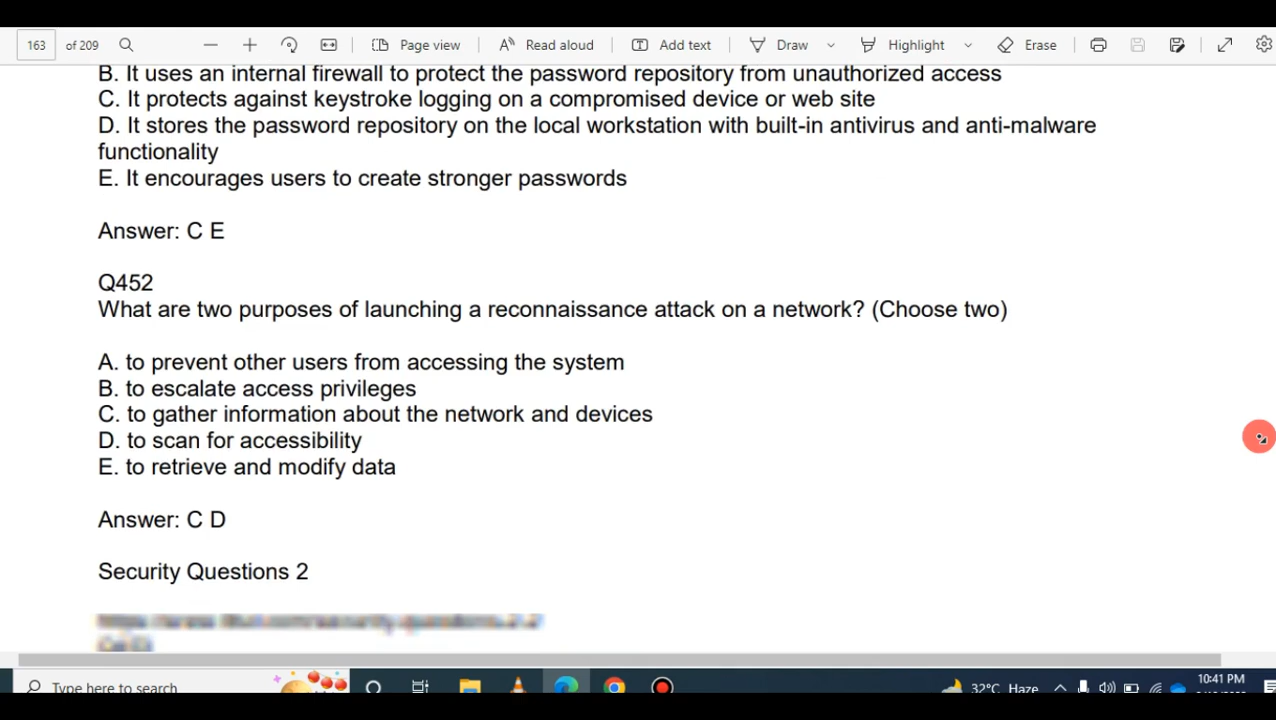 163 of 209 Page view Read aloud Add text Draw Highlight Erase
B. It uses an internal firewall to protect the password repository from unauthorized access
C. It protects against keystroke logging on a compromised device or web site
D. It stores the password repository on the local workstation with built-in antivirus and anti-malware
functionality
E. It encourages users to create stronger passwords
Answer: C E
Q452
What are two purposes of launching a reconnaissance attack on a network? (Choose two)
A. to prevent other users from accessing the system
B. to escalate access privileges
C. to gather information about the network and devices
D. to scan for accessibility
E. to retrieve and modify data
Answer: C D
Security Questions 2
Type here to search 32°C Haze 10:41 PM